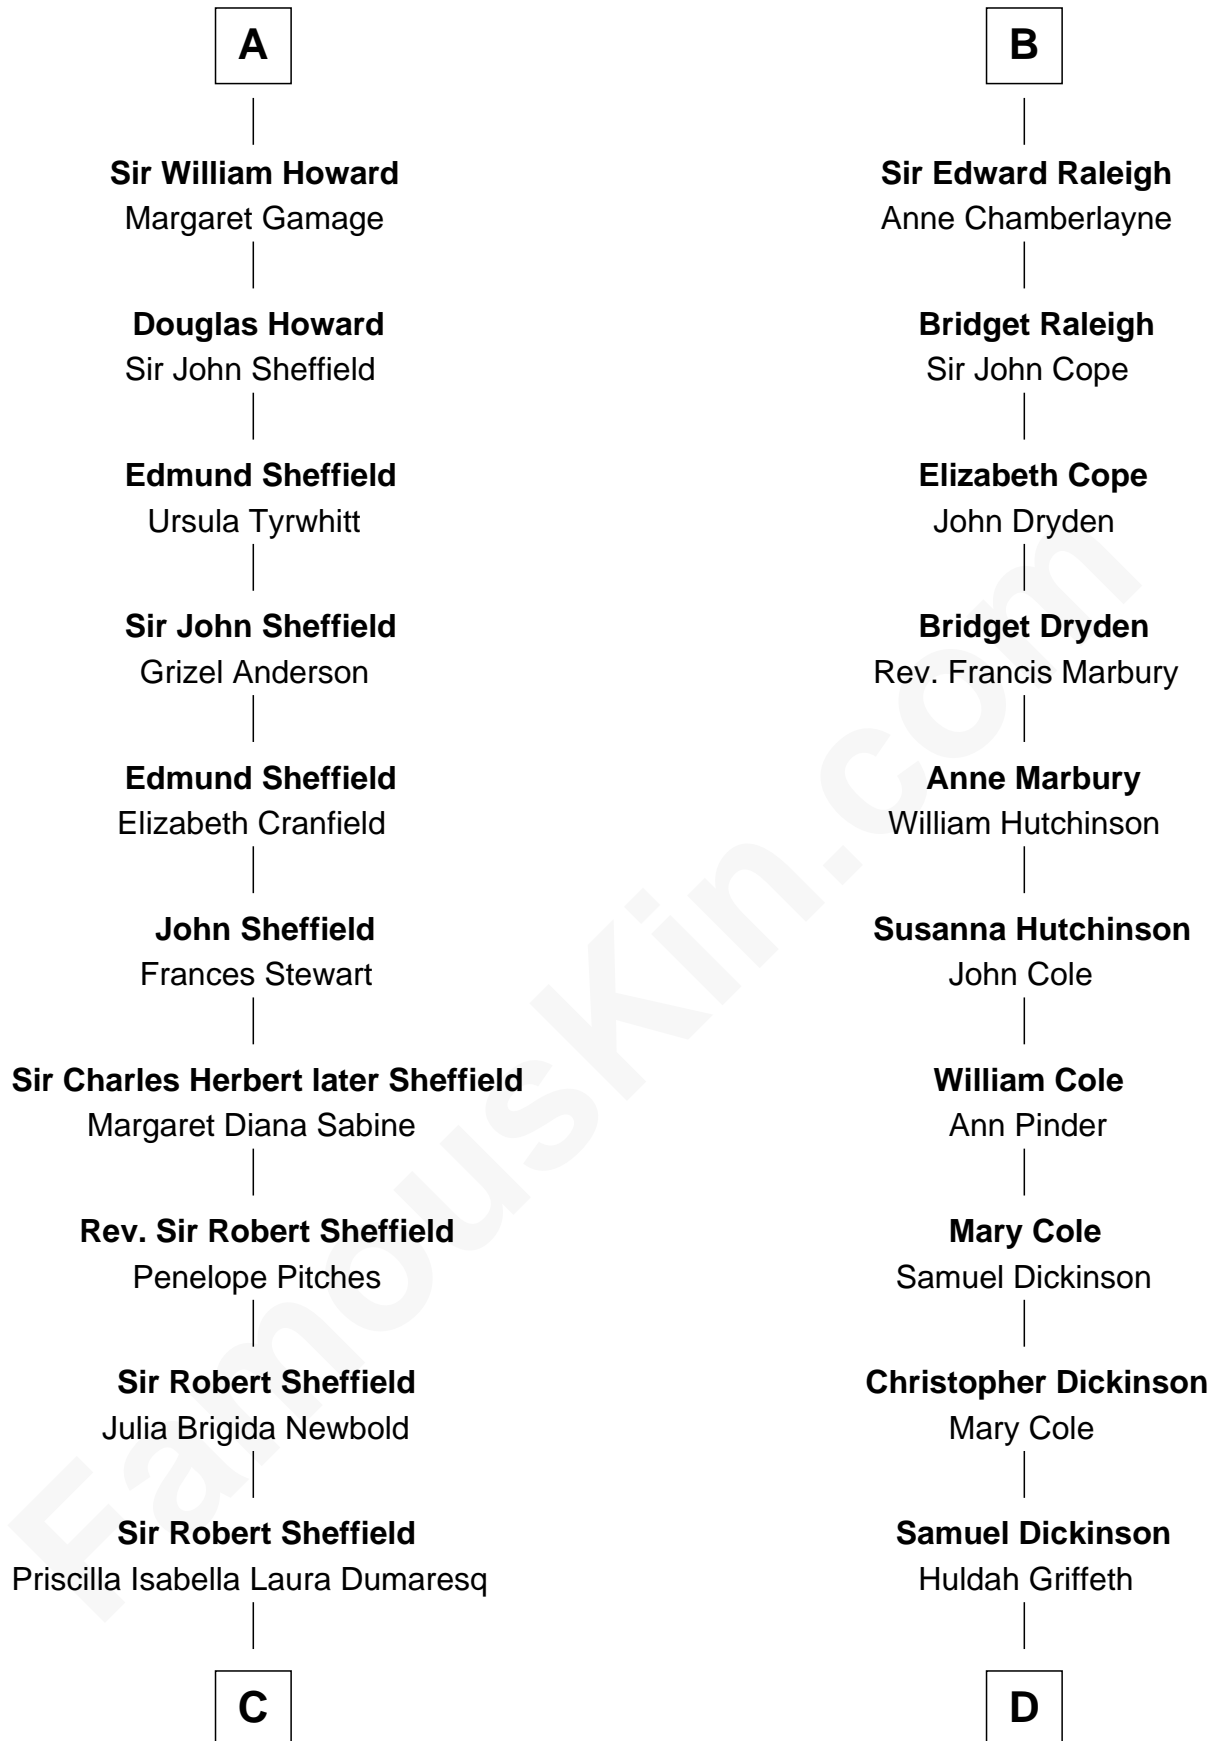 A
Sir William Howard
Margaret Gamage
Douglas Howard
Sir John Sheffield
Edmund Sheffield
Ursula Tyrwhitt
Sir John Sheffield
Grizel Anderson
Edmund Sheffield
Elizabeth Cranfield
John Sheffield
Frances Stewart
Sir Charles Herbert later Sheffield
Margaret Diana Sabine
Rev. Sir Robert Sheffield
Penelope Pitches
Sir Robert Sheffield
Julia Brigida Newbold
Sir Robert Sheffield
Priscilla Isabella Laura Dumaresq
C
B
Sir Edward Raleigh
Anne Chamberlayne
Bridget Raleigh
Sir John Cope
Elizabeth Cope
John Dryden
Bridget Dryden
Rev. Francis Marbury
Anne Marbury
William Hutchinson
Susanna Hutchinson
John Cole
William Cole
Ann Pinder
Mary Cole
Samuel Dickinson
Christopher Dickinson
Mary Cole
Samuel Dickinson
Huldah Griffeth
D
FamousKin.com